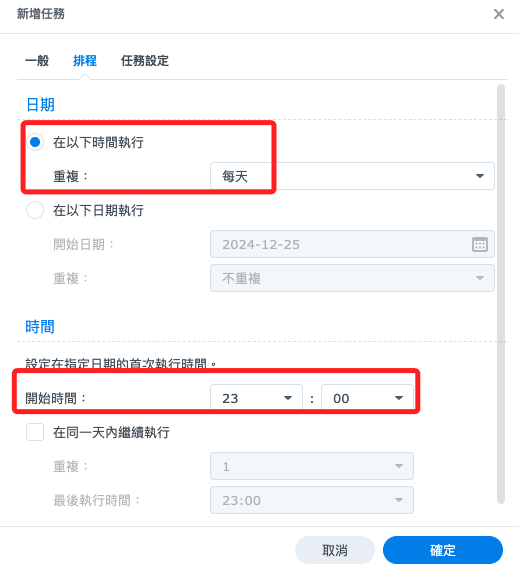 新增任務
一般 排程 任務設定
日期
在以下時間執行
重複： 每天
在以下日期執行
開始日期： 2024-12-25
重複： 不重複
時間
設定在指定日期的首次執行時間。
開始時間： 23 : 00
在同一天內繼續執行
重複： 1
最後執行時間： 23:00
取消 確定